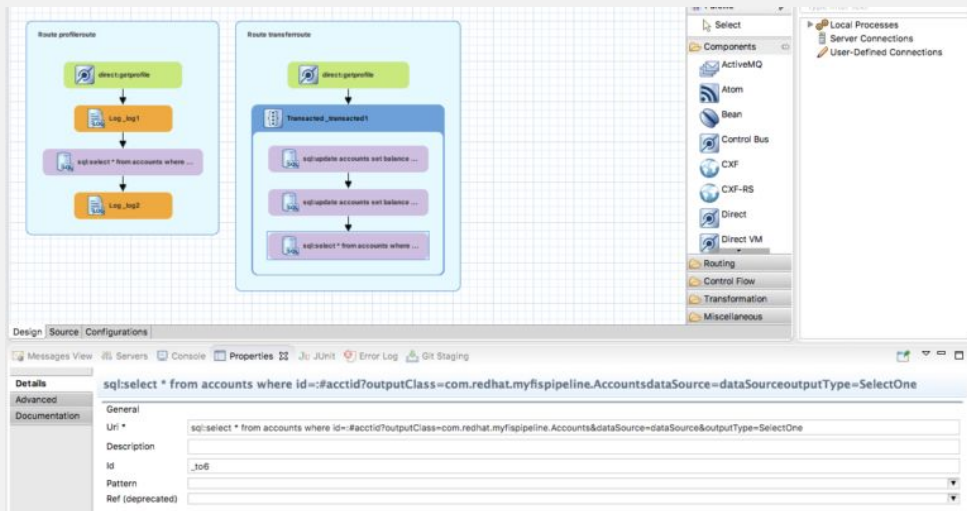 Select
Components
ActiveMQ
Atom
Bean
Control Bus
CXF
CXF-RS
Direct
Direct VM
Routing
Control Flow
Transformation
Miscellaneous
Local Processes
Server Connections
User-Defined Connections
Route profileroute
direct:getprofile
Log _log1
sql:select * from accounts where ...
Log _log2
Route transferroute
direct:getprofile
Transacted _transacted1
sql:update accounts set balance ...
sql:update accounts set balance ...
sql:select * from accounts where ...
Design Source Configurations
Messages View Servers Console Properties JUnit Error Log Git Staging
Details
Advanced
Documentation
sql:select * from accounts where id=:#acctid?outputClass=com.redhat.myfispipeline.AccountsdataSource=dataSourceoutputType=SelectOne
General
Uri * sql:select * from accounts where id=:#acctid?outputClass=com.redhat.myfispipeline.Accounts&dataSource=dataSource&outputType=SelectOne
Description
Id _to6
Pattern
Ref (deprecated)